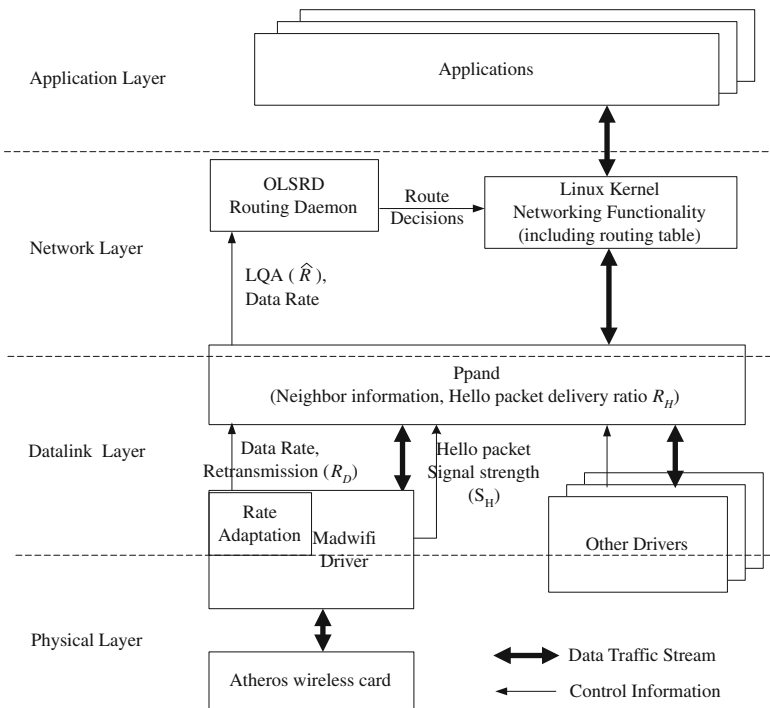 Application Layer
Applications
OLSRD
Routing Daemon
Route
Decisions
Linux Kernel
Networking Functionality
(including routing table)
Network Layer
LQA ( R̂ ),
Data Rate
Ppand
(Neighbor information, Hello packet delivery ratio R_H)
Datalink Layer
Data Rate,
Retransmission (R_D)
Hello packet
Signal strength
(S_H)
Rate
Adaptation
Madwifi
Driver
Other Drivers
Physical Layer
Atheros wireless card
Data Traffic Stream
Control Information